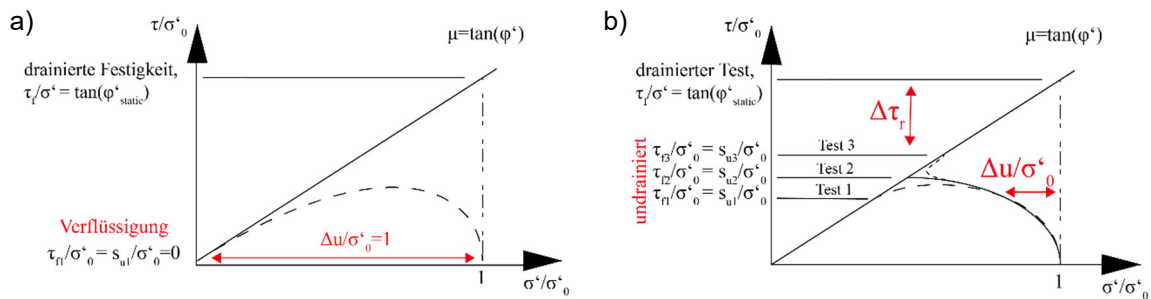 a)
τ/σ‘₀
μ=tan(φ‘)
drainierte Festigkeit,
τf/σ‘ = tan(φ‘static)
Verflüssigung
τf1/σ‘₀ = su1/σ‘₀=0
Δu/σ‘₀=1
1
σ‘/σ‘₀
b)
τ/σ‘₀
μ=tan(φ‘)
drainierter Test,
τf/σ‘ = tan(φ‘static)
Δτr
undrainiert
τf3/σ‘₀ = su3/σ‘₀
Test 3
τf2/σ‘₀ = su2/σ‘₀
Test 2
τf1/σ‘₀ = su1/σ‘₀
Test 1
Δu/σ‘₀
1
σ‘/σ‘₀